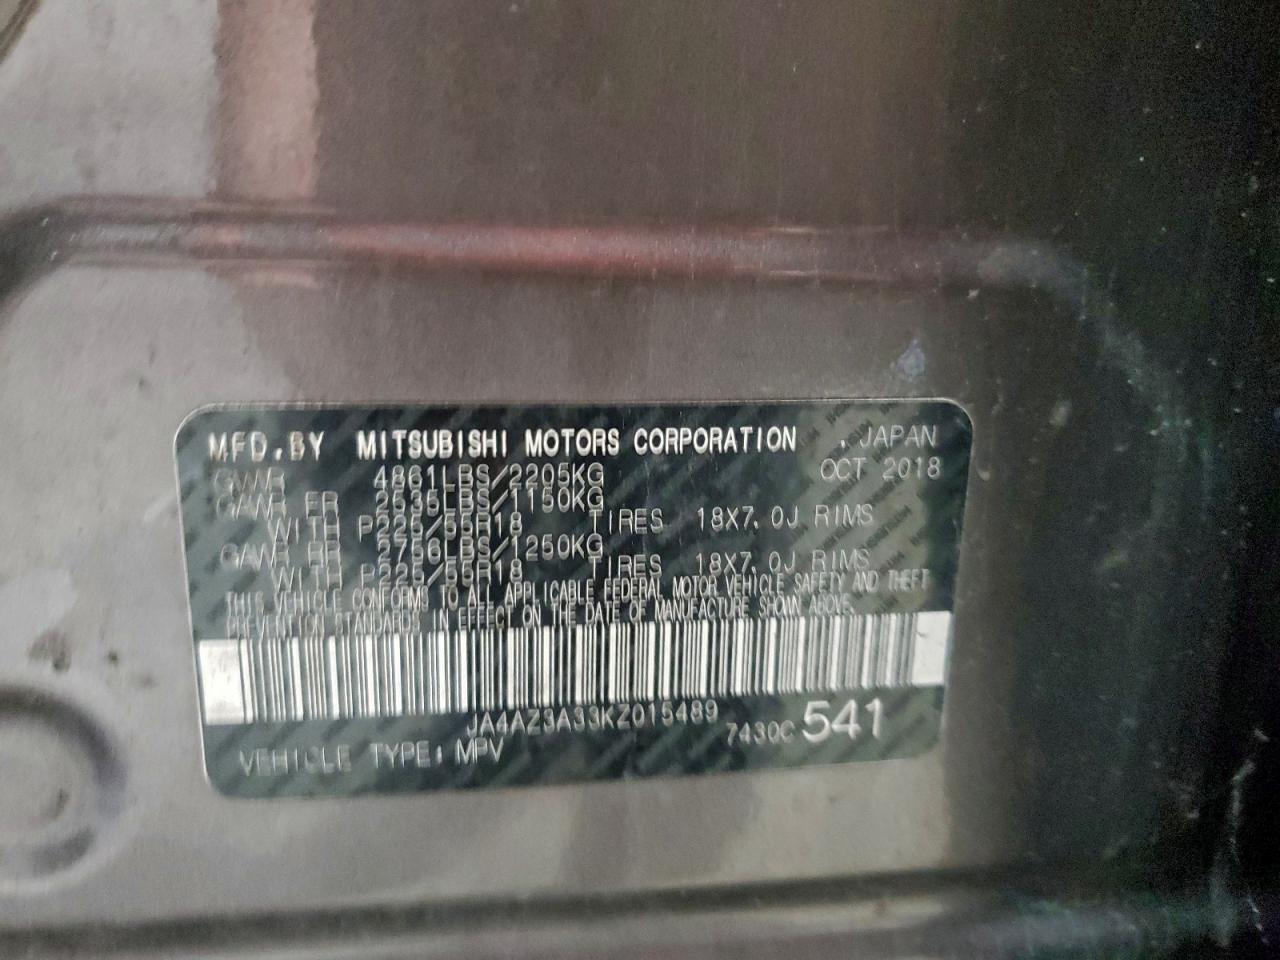 MFD.BY MITSUBISHI MOTORS CORPORATION , JAPAN
GVWR 4861LBS/2205KG OCT 2018
GAWR FR 2535LBS/1150KG
WITH P225/55R18 TIRES 18X7.0J RIMS
GAWR RR 2756LBS/1250KG
WITH P225/55R18 TIRES 18X7.0J RIMS
THIS VEHICLE CONFORMS TO ALL APPLICABLE FEDERAL MOTOR VEHICLE SAFETY AND THEFT
PREVENTION STANDARDS IN EFFECT ON THE DATE OF MANUFACTURE SHOWN ABOVE.
JA4AZ3A33KZ015489 7430C 541
VEHICLE TYPE: MPV